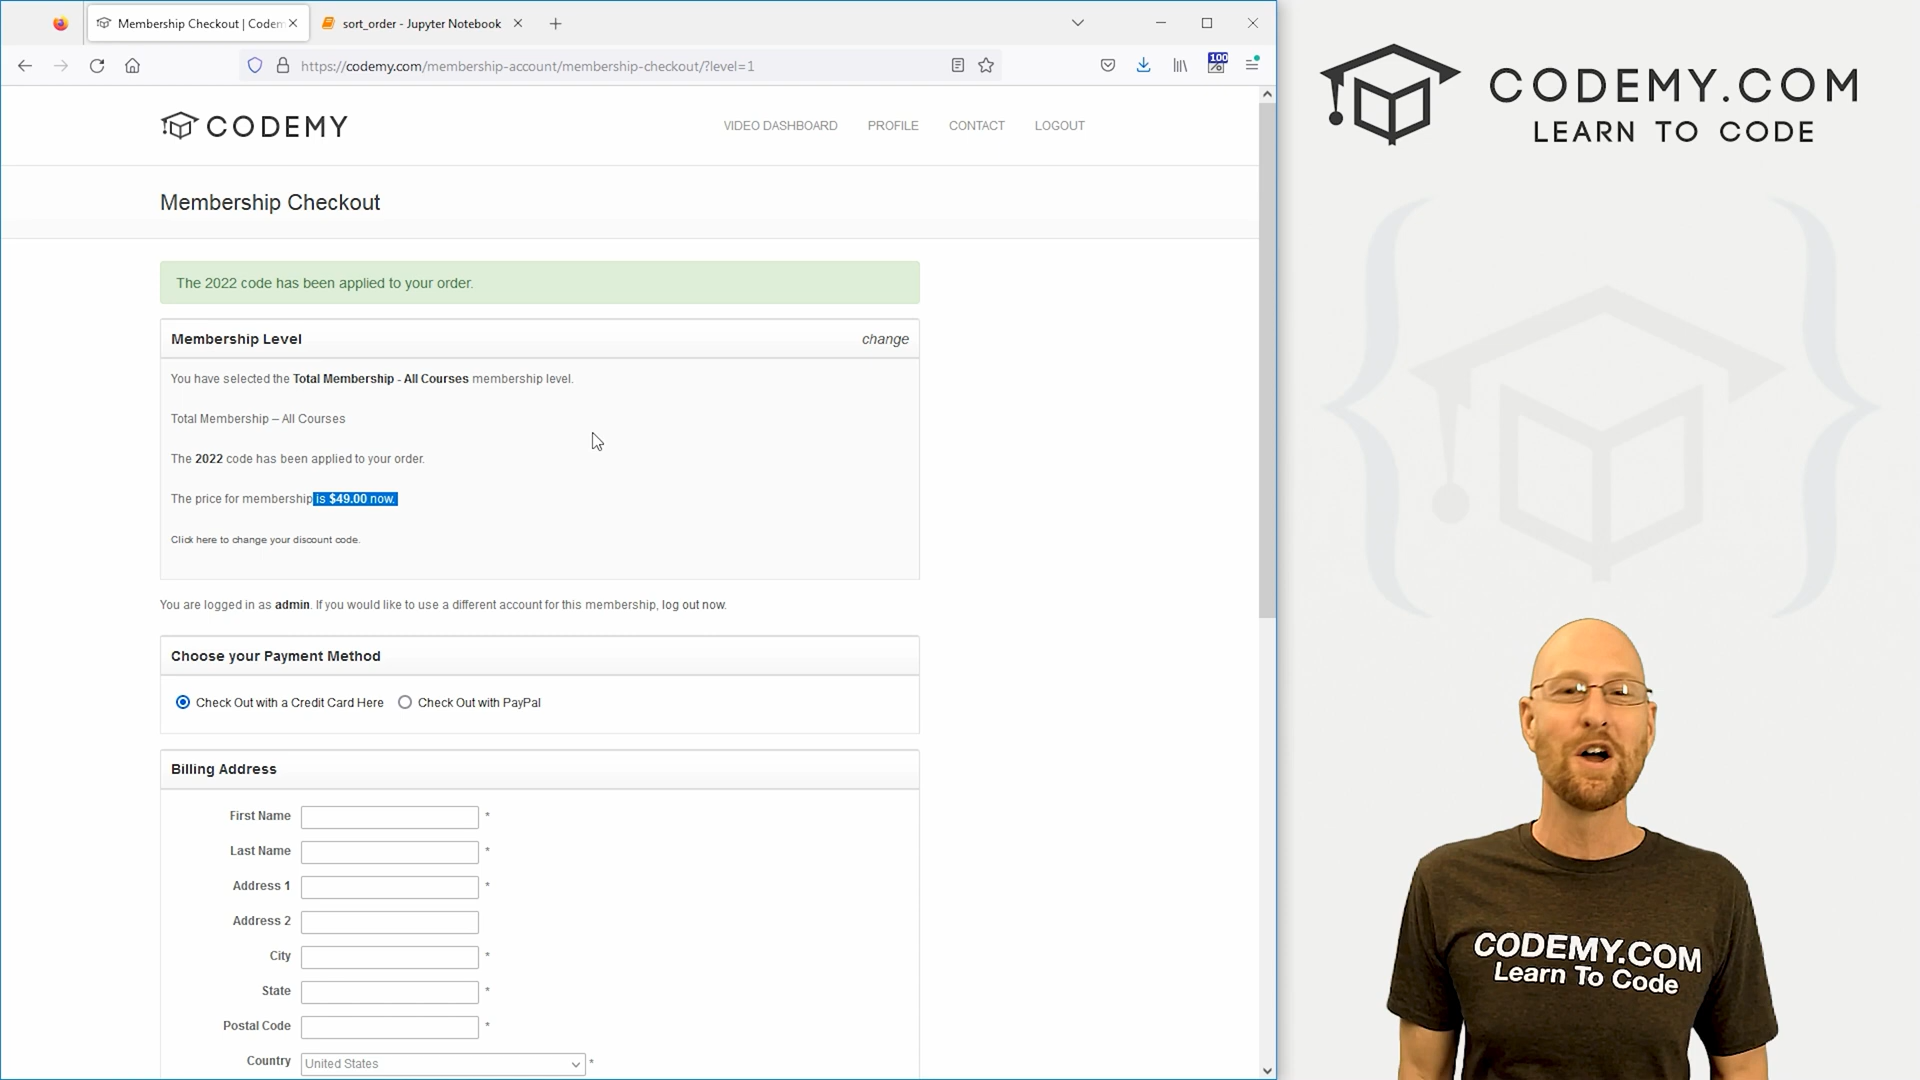 Membership Checkout | Codem
sort_order - Jupyter Notebook
https://codemy.com/membership-account/membership-checkout/?level=1
100
CODEMY
VIDEO DASHBOARD
PROFILE
CONTACT
LOGOUT
Membership Checkout
The 2022 code has been applied to your order.
Membership Level
change
You have selected the Total Membership - All Courses membership level.
Total Membership – All Courses
The 2022 code has been applied to your order.
The price for membership is $49.00 now.
Click here to change your discount code.
You are logged in as admin. If you would like to use a different account for this membership, log out now.
Choose your Payment Method
Check Out with a Credit Card Here
Check Out with PayPal
Billing Address
First Name *
Last Name *
Address 1 *
Address 2
City *
State *
Postal Code *
Country United States *
CODEMY.COM
LEARN TO CODE
CODEMY.COM
Learn To Code